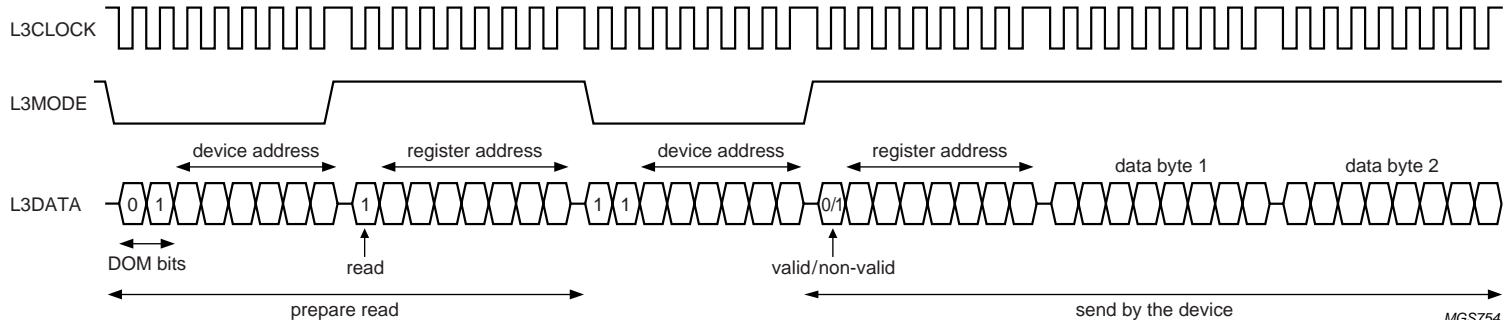 L3CLOCK
L3MODE
device address register address device address register address data byte 1 data byte 2
L3DATA 0 1 1 1 1 0/1
DOM bits read valid/non-valid
prepare read send by the device
MGS754